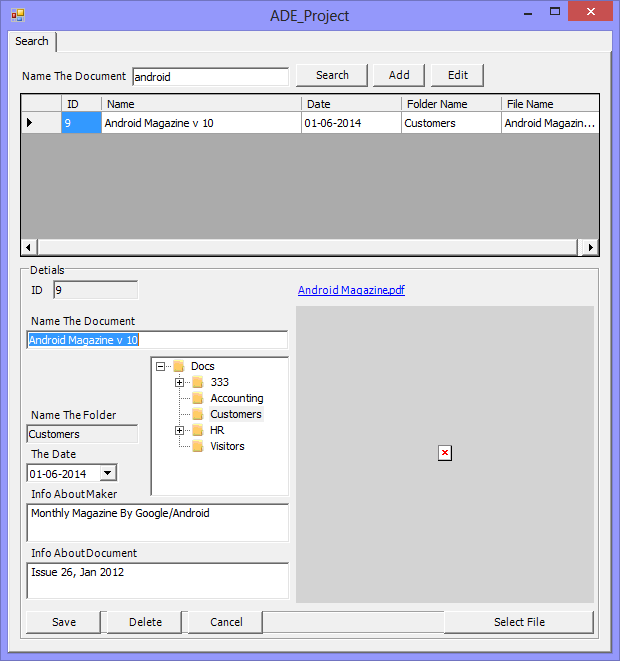 ADE_Project
Search
Name The Document android Search Add Edit
ID Name Date Folder Name File Name
9 Android Magazine v 10 01-06-2014 Customers Android Magazin...
Detials
ID 9
Android Magazine.pdf
Name The Document
Android Magazine v 10
Docs
333
Accounting
Customers
HR
Visitors
Name The Folder
Customers
The Date
01-06-2014
Info About Maker
Monthly Magazine By Google/Android
Info About Document
Issue 26, Jan 2012
Save Delete Cancel Select File